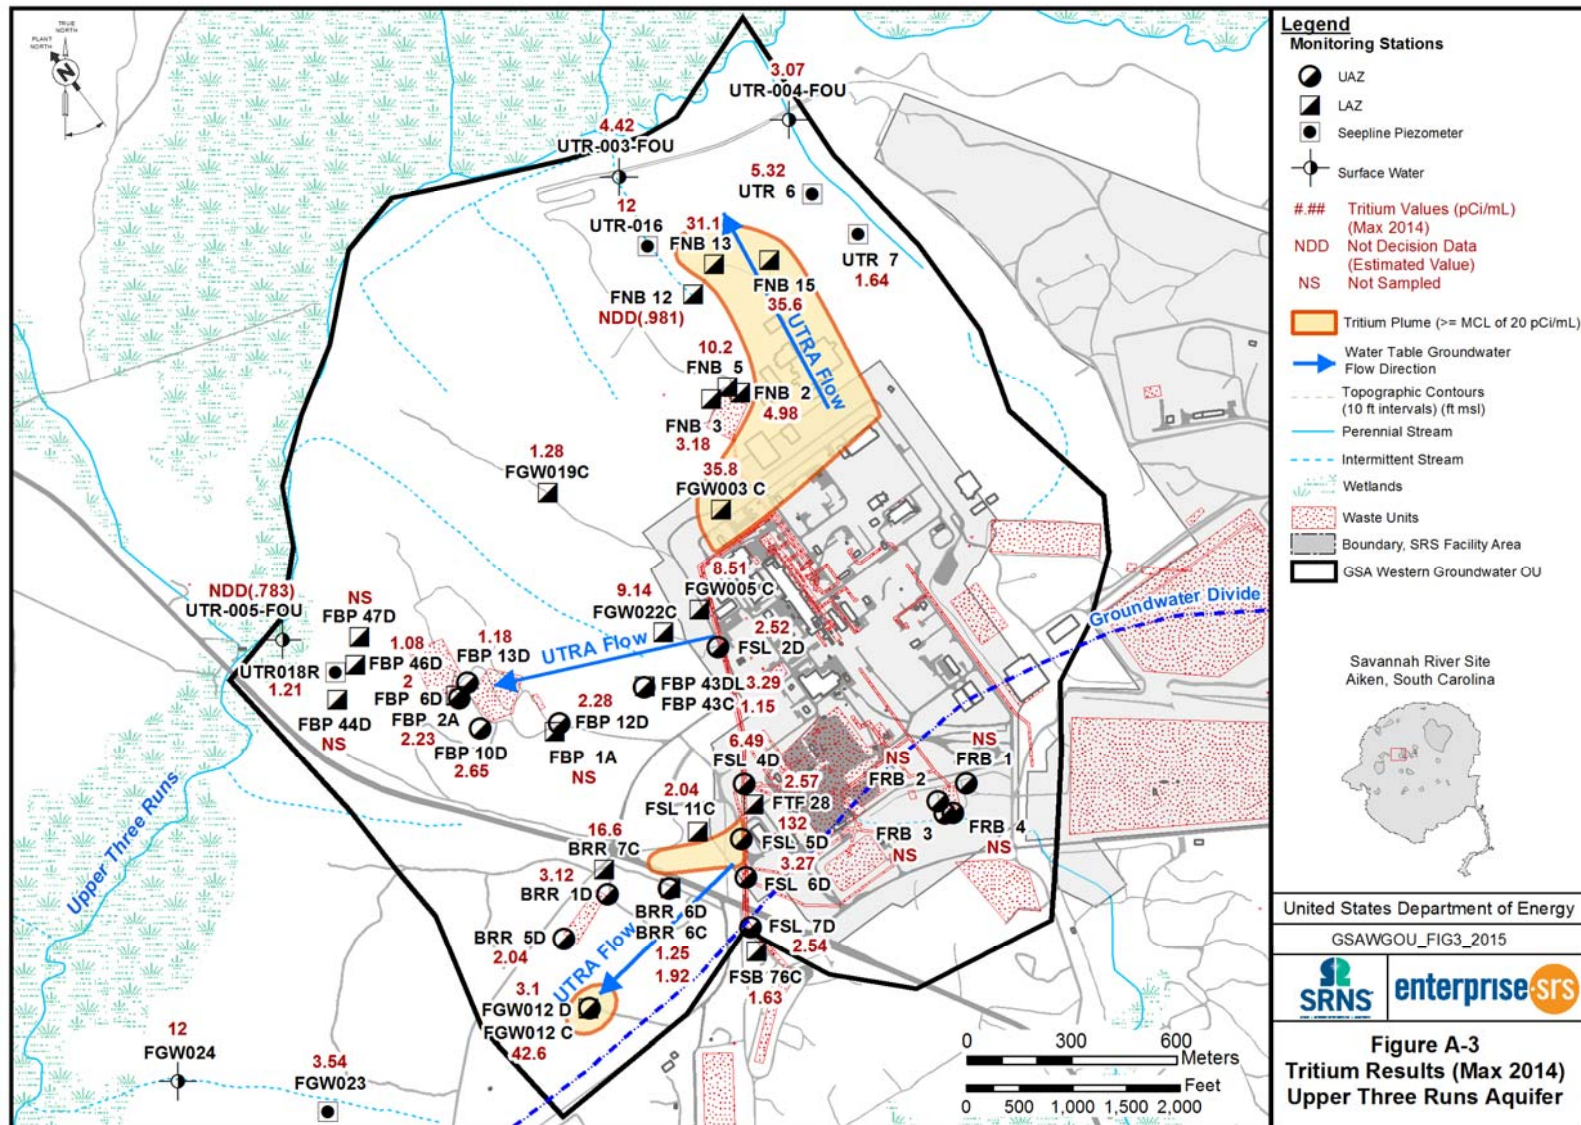 TRUE
NORTH
PLANT
NORTH
N
3.07
UTR-004-FOU
4.42
UTR-003-FOU
5.32
UTR 6
12
UTR-016
31.1
FNB 13
UTR 7
1.64
FNB 15
35.6
FNB 12
NDD(.981)
UTRA Flow
10.2
FNB 5
FNB 2
4.98
FNB 3
3.18
1.28
FGW019C
35.8
FGW003 C
8.51
FGW005 C
9.14
FGW022C
NDD(.783)
UTR-005-FOU
NS
FBP 47D
1.08
FBP 46D
1.18
FBP 13D
UTRA Flow
2.52
FSL 2D
Groundwater Divide
UTR018R
1.21
2
FBP 6D
FBP 2A
2.23
FBP 44D
NS
FBP 10D
2.65
2.28
FBP 12D
FBP 1A
NS
FBP 43DL
3.29
FBP 43C
1.15
6.49
FSL 4D
2.57
FTF 28
NS
FRB 1
NS
FRB 2
FRB 3
NS
FRB 4
NS
2.04
FSL 11C
132
FSL 5D
3.27
FSL 6D
16.6
BRR 7C
3.12
BRR 1D
BRR 6D
BRR 6C
1.25
1.92
BRR 5D
2.04
UTRA Flow
FSL 7D
2.54
FSB 76C
1.63
3.1
FGW012 D
FGW012 C
42.6
Upper Three Runs
12
FGW024
3.54
FGW023
0 300 600
Meters
Feet
0 500 1,000 1,500 2,000
Legend
Monitoring Stations
UAZ
LAZ
Seepline Piezometer
Surface Water
#.## Tritium Values (pCi/mL)
(Max 2014)
NDD Not Decision Data
(Estimated Value)
NS Not Sampled
Tritium Plume (>= MCL of 20 pCi/mL)
Water Table Groundwater
Flow Direction
Topographic Contours
(10 ft intervals) (ft msl)
Perennial Stream
Intermittent Stream
Wetlands
Waste Units
Boundary, SRS Facility Area
GSA Western Groundwater OU
Savannah River Site
Aiken, South Carolina
United States Department of Energy
GSAWGOU_FIG3_2015
SRNS
enterprise·srs
Figure A-3
Tritium Results (Max 2014)
Upper Three Runs Aquifer